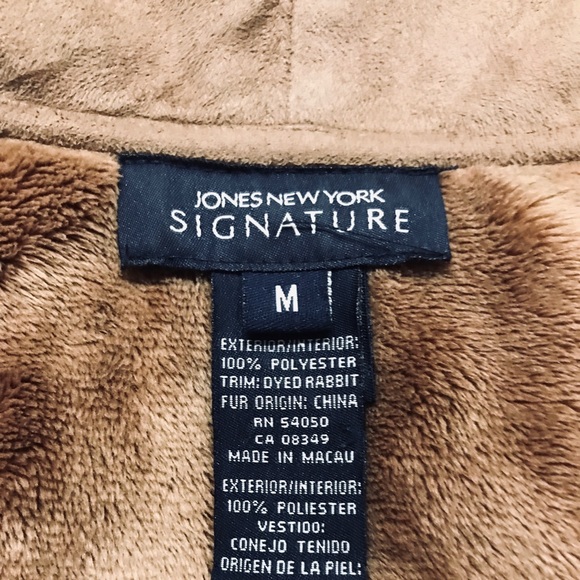 JONES NEW YORK
SIGNATURE
M
EXTERIOR/INTERIOR:
100% POLYESTER
TRIM: DYED RABBIT
FUR ORIGIN: CHINA
RN 54050
CA 08349
MADE IN MACAU
EXTERIOR/INTERIOR:
100% POLIESTER
VESTIDO:
CONEJO TENIDO
ORIGEN DE LA PIEL: